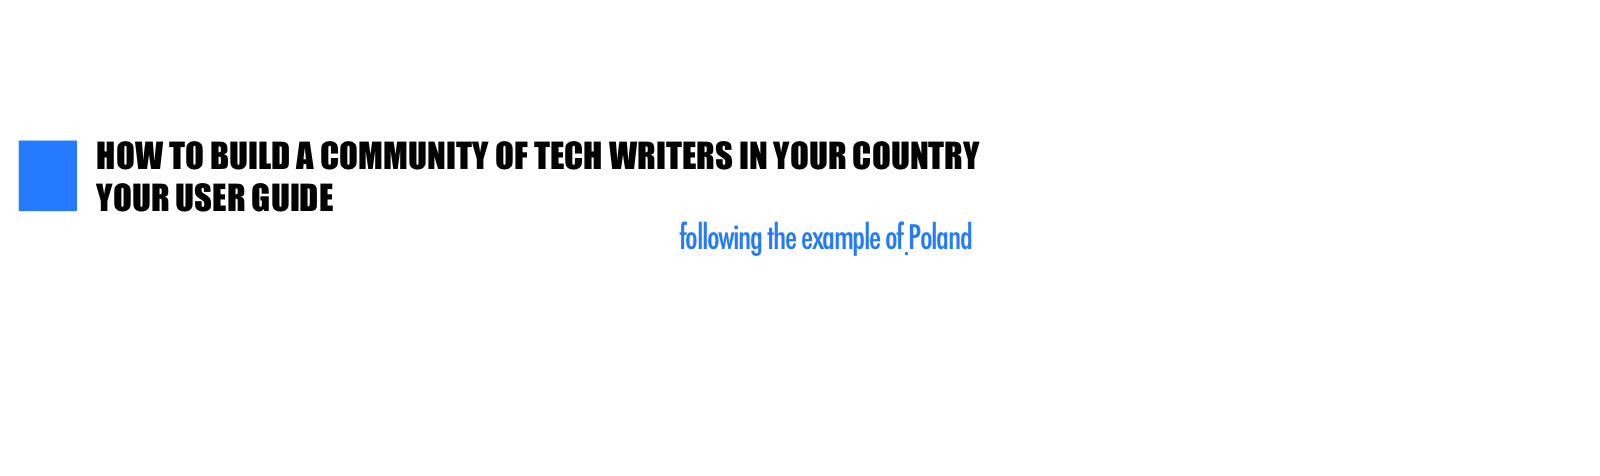 HOW TO BUILD A COMMUNITY OF TECH WRITERS IN YOUR COUNTRY
YOUR USER GUIDE
following the example of Poland